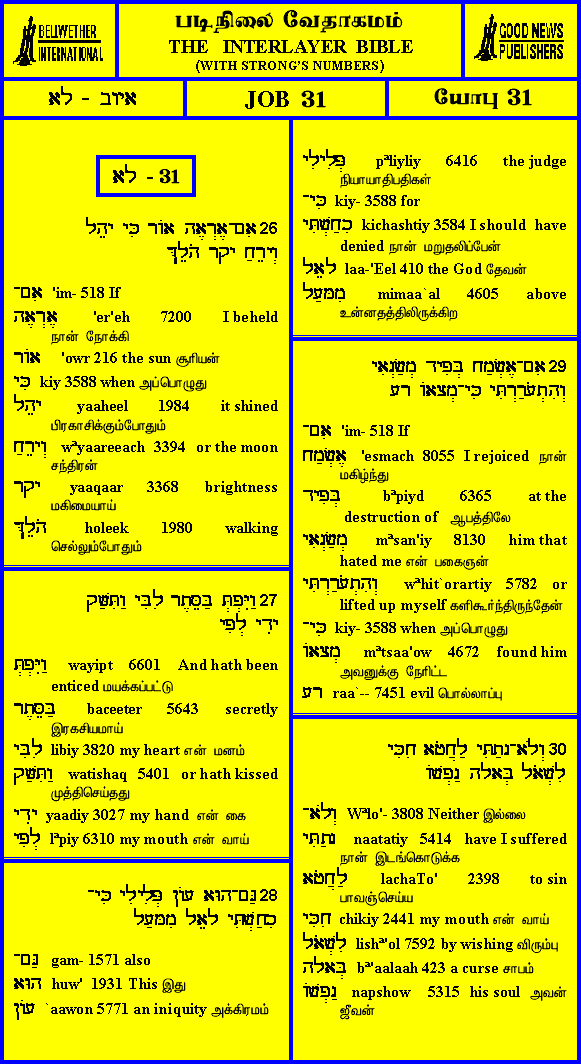 BELLWETHER
INTERNATIONAL
படிநிலை வேதாகமம்
THE INTERLAYER BIBLE
(WITH STRONG'S NUMBERS)
GOOD NEWS
PUBLISHERS
איוב - לא
JOB 31
யோபு 31
לא - 31
26 אִם־אֶרְאֶה אוֹר כִּי יָהֵל
וְיָרֵחַ יָקָר הֹלֵךְ
אִם־ 'im- 518 If
אֶרְאֶה 'er'eh 7200 I beheld
நான் நோக்கி
אוֹר 'owr 216 the sun சூரியன்
כִּי kiy 3588 when அப்பொழுது
יָהֵל yaaheel 1984 it shined
பிரகாசிக்கும்போதும்
וְיָרֵחַ wªyaareeach 3394 or the moon
சந்திரன்
יָקָר yaaqaar 3368 brightness
மகிமையாய்
הֹלֵךְ holeek 1980 walking
செல்லும்போதும்
27 וַיִּפְתְּ בַּסֵּתֶר לִבִּי וַתִּשַּׁק
יָדִי לְפִי
וַיִּפְתְּ wayipt 6601 And hath been
enticed மயக்கப்பட்டு
בַּסֵּתֶר baceeter 5643 secretly
இரகசியமாய்
לִבִּי libiy 3820 my heart என் மனம்
וַתִּשַּׁק watishaq 5401 or hath kissed
முத்திசெய்தது
יָדִי yaadiy 3027 my hand என் கை
לְפִי lªpiy 6310 my mouth என் வாய்
28 גַּם־הוּא עָוֹן פְּלִילִי כִּי־
כִחַשְׁתִּי לָאֵל מִמָּעַל
גַּם־ gam- 1571 also
הוּא huw' 1931 This இது
עָוֹן `aawon 5771 an iniquity அக்கிரமம்
פְּלִילִי pªliyliy 6416 the judge
நியாயாதிபதிகள்
כִּי־ kiy- 3588 for
כִחַשְׁתִּי kichashtiy 3584 I should have
denied நான் மறுதலிப்பேன்
לָאֵל laa-'Eel 410 the God தேவன்
מִמָּעַל mimaa`al 4605 above
உன்னதத்திலிருக்கிற
29 אִם־אֶשְׂמַח בְּפִיד מְשַׂנְאִי
וְהִתְעֹרַרְתִּי כִּי־מְצָאוֹ רָע
אִם־ 'im- 518 If
אֶשְׂמַח 'esmach 8055 I rejoiced நான்
மகிழ்ந்து
בְּפִיד bªpiyd 6365 at the
destruction of ஆபத்திலே
מְשַׂנְאִי mªsan'iy 8130 him that
hated me என் பகைஞன்
וְהִתְעֹרַרְתִּי wªhit`orartiy 5782 or
lifted up myself களிகூர்ந்திருந்தேன்
כִּי־ kiy- 3588 when அப்பொழுது
מְצָאוֹ mªtsaa'ow 4672 found him
அவனுக்கு நேரிட்ட
רָע raa`-- 7451 evil பொல்லாப்பு
30 וְלֹא־נָתַתִּי לַחֲטֹא חִכִּי
לִשְׁאֹל בְּאָלָה נַפְשׁוֹ
וְלֹא־ Wªlo'- 3808 Neither இல்லை
נָתַתִּי naatatiy 5414 have I suffered
நான் இடங்கொடுக்க
לַחֲטֹא lachaTo' 2398 to sin
பாவஞ்செய்ய
חִכִּי chikiy 2441 my mouth என் வாய்
לִשְׁאֹל lishª'ol 7592 by wishing விரும்பு
בְּאָלָה bª'aalaah 423 a curse சாபம்
נַפְשׁוֹ napshow 5315 his soul அவன்
ஜீவன்